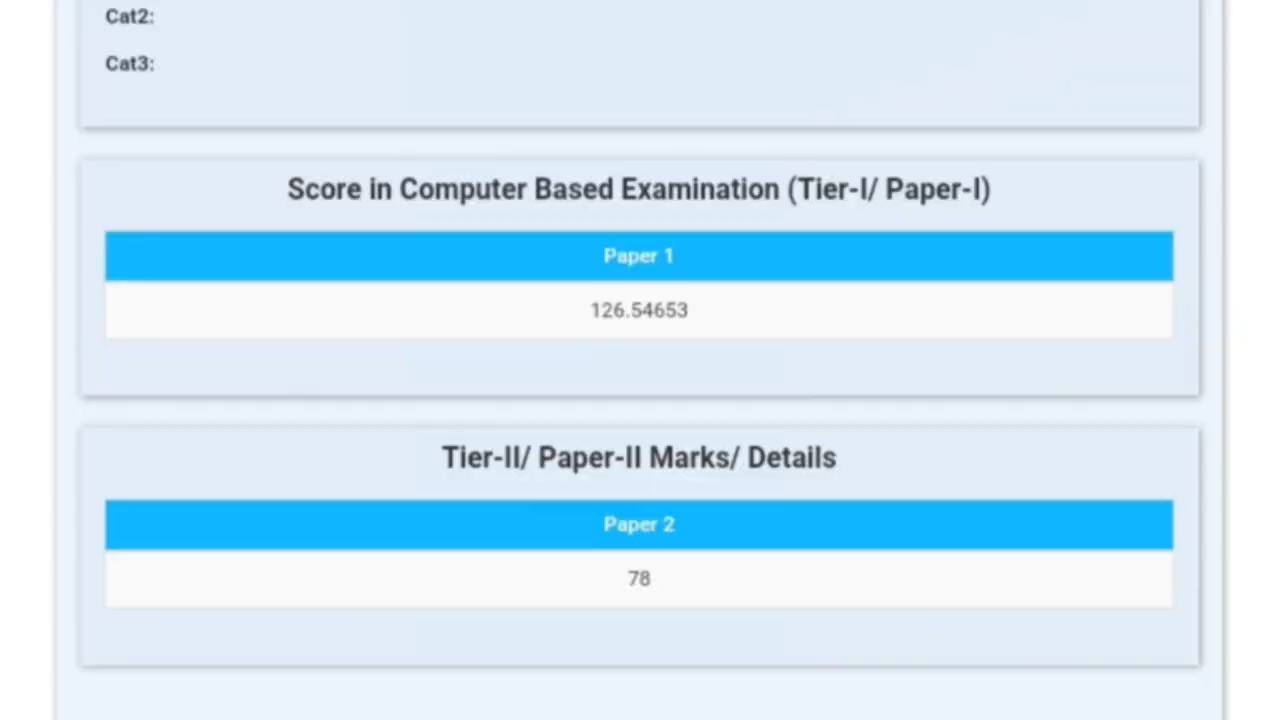 Cat2:
Cat3:
Score in Computer Based Examination (Tier-I/ Paper-I)
Paper 1
126.54653
Tier-II/ Paper-II Marks/ Details
Paper 2
78